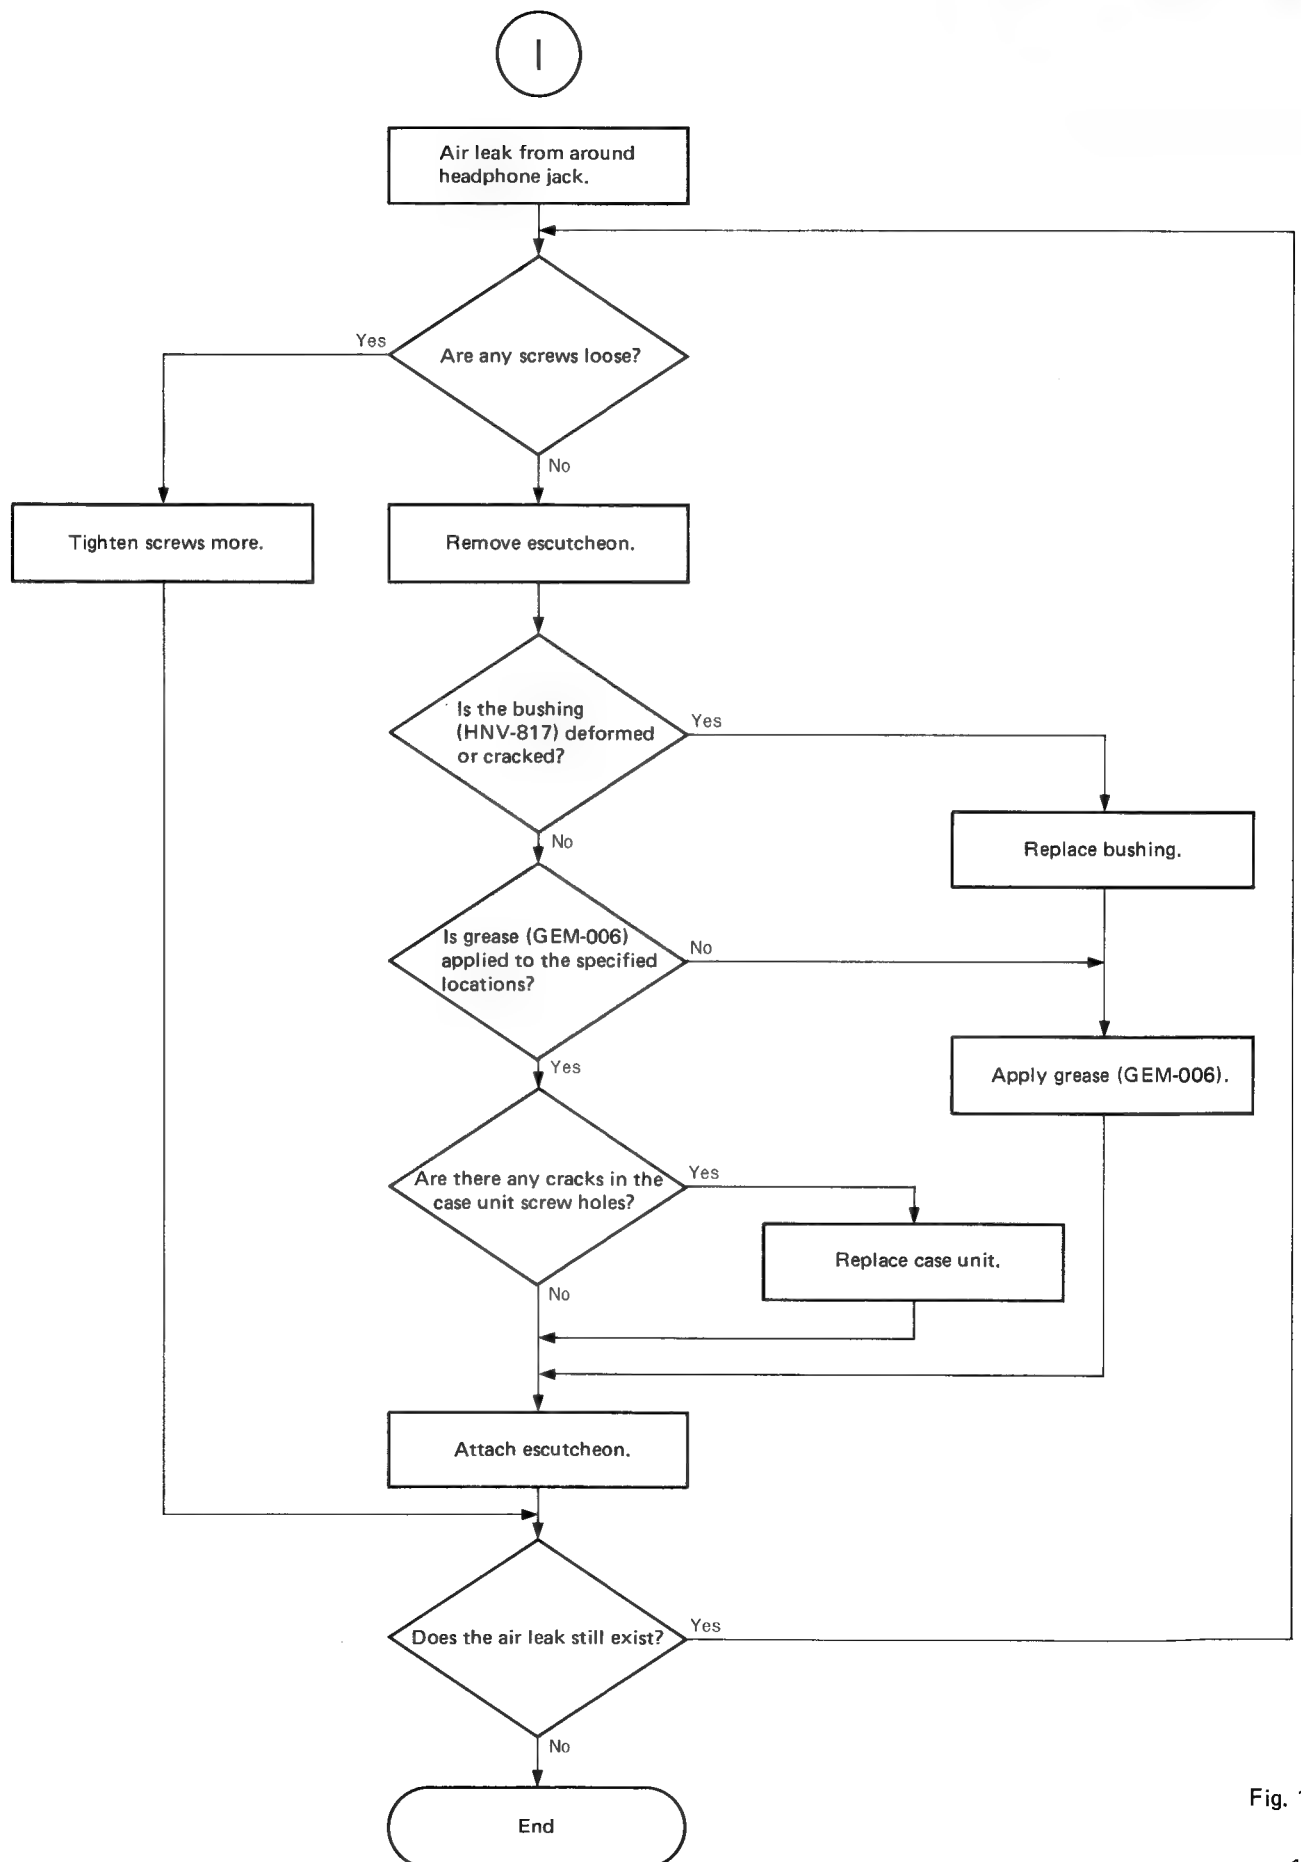 I
Air leak from around
headphone jack.
Yes
Are any screws loose?
No
Tighten screws more.
Remove escutcheon.
Is the bushing
(HNV-817) deformed
or cracked?
Yes
No
Replace bushing.
Is grease (GEM-006)
applied to the specified
locations?
No
Yes
Apply grease (GEM-006).
Are there any cracks in the
case unit screw holes?
Yes
No
Replace case unit.
Attach escutcheon.
Does the air leak still exist?
Yes
No
End
Fig.